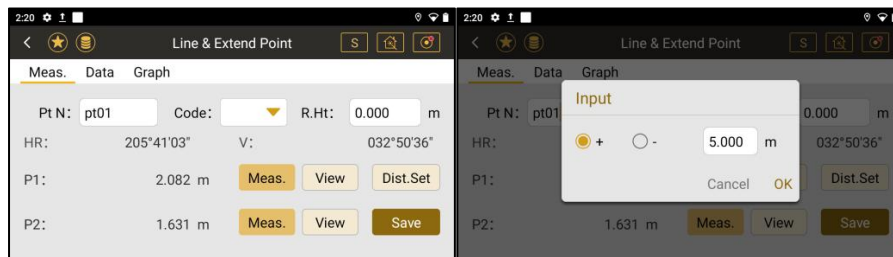 2:20
Line & Extend Point
S
Meas. Data Graph
Pt N: pt01 Code: R.Ht: 0.000 m
HR: 205°41'03" V: 032°50'36"
P1: 2.082 m Meas. View Dist.Set
P2: 1.631 m Meas. View Save
2:20
Line & Extend Point
S
Meas. Data Graph
Pt N: pt01 0.000 m
Input
HR: 032°50'36"
+ - 5.000 m
P1: Dist.Set
Cancel OK
P2: 1.631 m Meas. View Save